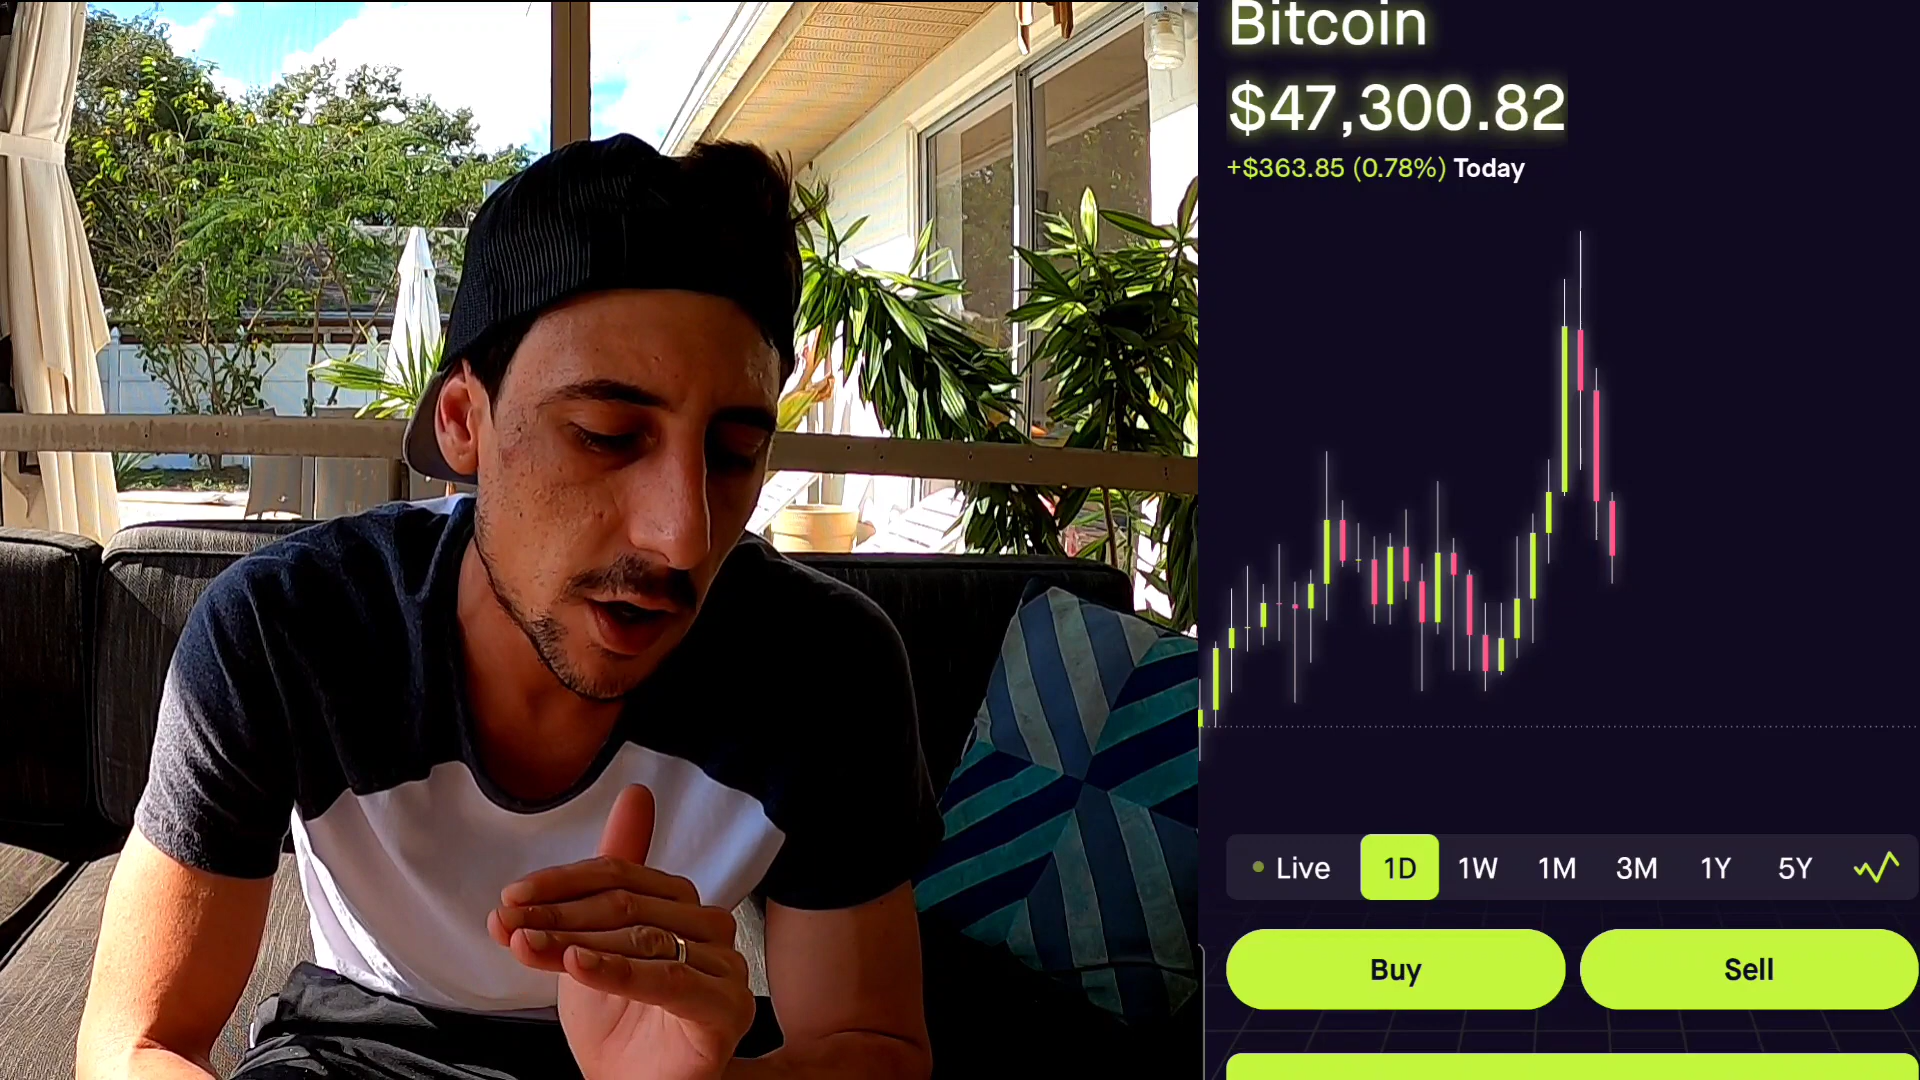 Bitcoin
$47,300.82
+$363.85 (0.78%) Today
Live 1D 1W 1M 3M 1Y 5Y
Buy Sell